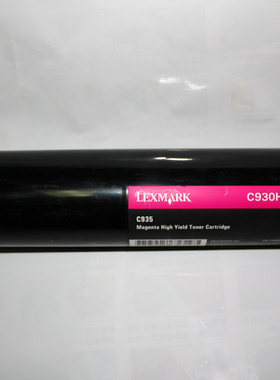 LEXMARK C930H
C935
Magenta High Yield Toner Cartridge